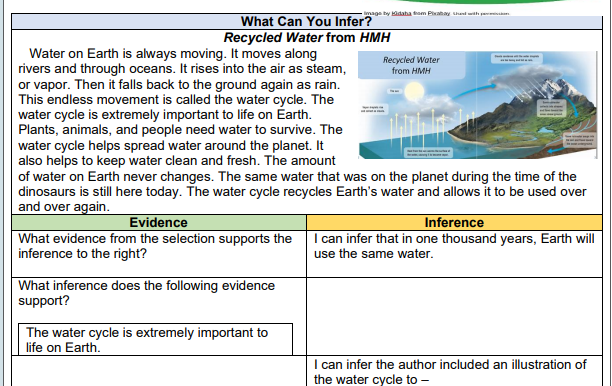 Image by Kidaha from Pixabay. Used with permission.
What Can You Infer?
Recycled Water from HMH
Water on Earth is always moving. It moves along
rivers and through oceans. It rises into the air as steam,
or vapor. Then it falls back to the ground again as rain.
This endless movement is called the water cycle. The
water cycle is extremely important to life on Earth.
Plants, animals, and people need water to survive. The
water cycle helps spread water around the planet. It
also helps to keep water clean and fresh. The amount
of water on Earth never changes. The same water that was on the planet during the time of the
dinosaurs is still here today. The water cycle recycles Earth’s water and allows it to be used over
and over again.
Recycled Water
from HMH
Evidence
Inference
What evidence from the selection supports the
inference to the right?
I can infer that in one thousand years, Earth will
use the same water.
What inference does the following evidence
support?
The water cycle is extremely important to
life on Earth.
I can infer the author included an illustration of
the water cycle to –